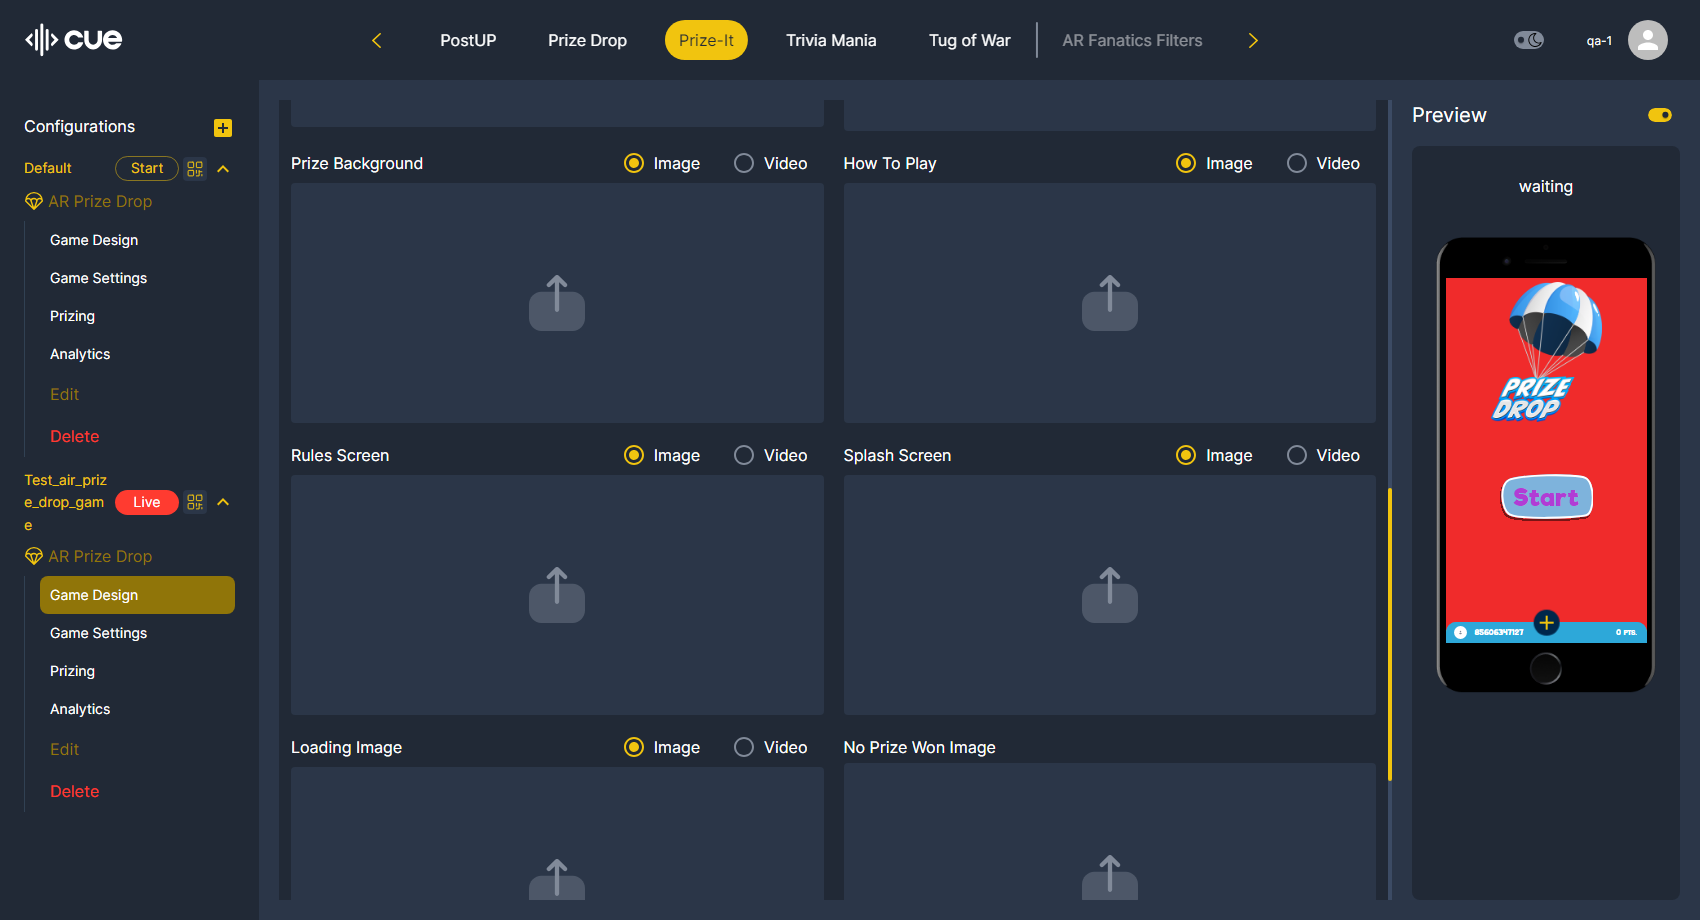 cue
PostUP
Prize Drop
Prize-It
Trivia Mania
Tug of War
AR Fanatics Filters
qa-1
Configurations
Default
Start
AR Prize Drop
Game Design
Game Settings
Prizing
Analytics
Edit
Delete
Test_air_priz
e_drop_gam
e
Live
AR Prize Drop
Game Design
Game Settings
Prizing
Analytics
Edit
Delete
Prize Background
Image
Video
How To Play
Image
Video
Rules Screen
Image
Video
Splash Screen
Image
Video
Loading Image
Image
Video
No Prize Won Image
Preview
waiting
PRIZE
DROP
Start
85606347127
0 PTS.